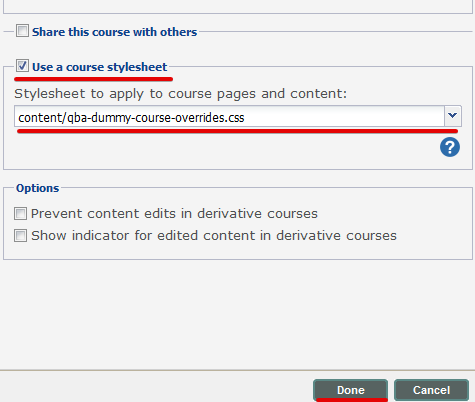 Share this course with others
Use a course stylesheet
Stylesheet to apply to course pages and content:
content/qba-dummy-course-overrides.css
?
Options
Prevent content edits in derivative courses
Show indicator for edited content in derivative courses
Done Cancel